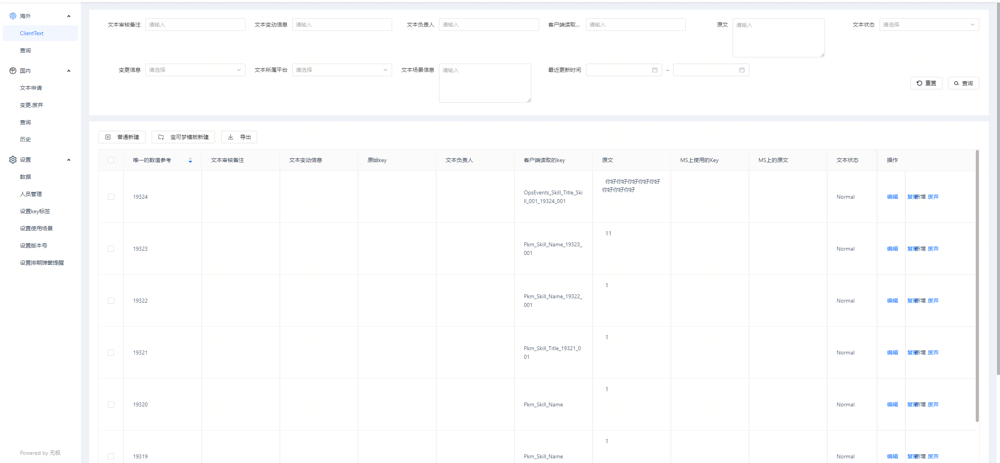 海外
ClientText
查询
国内
文本申请
变更.废弃
查询
历史
设置
数据
人员管理
设置key标签
设置使用场景
设置版本号
设置排期弹窗提醒
Powered by 无极
文本审核备注 请输入 文本变动信息 请输入 文本负责人 请输入 客户端读取... 请输入 原文 请输入 文本状态 请选择
变更信息 请选择 文本所属平台 请选择 文本场景信息 请输入 最近更新时间 ~
重置 查询
普通新建 宝可梦模板新建 导出
唯一的数值参考 文本审核备注 文本变动信息 原始key 文本负责人 客户端读取的key 原文 MS上使用的Key MS上的原文 文本状态 操作
19324 OpsEvents_Skill_Title_Ski
ll_001_19324_001 你好你好你好你好你好
你好你好你好 Normal 编辑 复制 新增 废弃
19323 Pkm_Skill_Name_19323_
001 11 Normal 编辑 复制 新增 废弃
19322 Pkm_Skill_Name_19322_
001 1 Normal 编辑 复制 新增 废弃
19321 Pkm_Skill_Title_19321_0
01 1 Normal 编辑 复制 新增 废弃
19320 Pkm_Skill_Name 1 Normal 编辑 复制 新增 废弃
19319 Pkm_Skill_Name 1 Normal 编辑 复制 新增 废弃